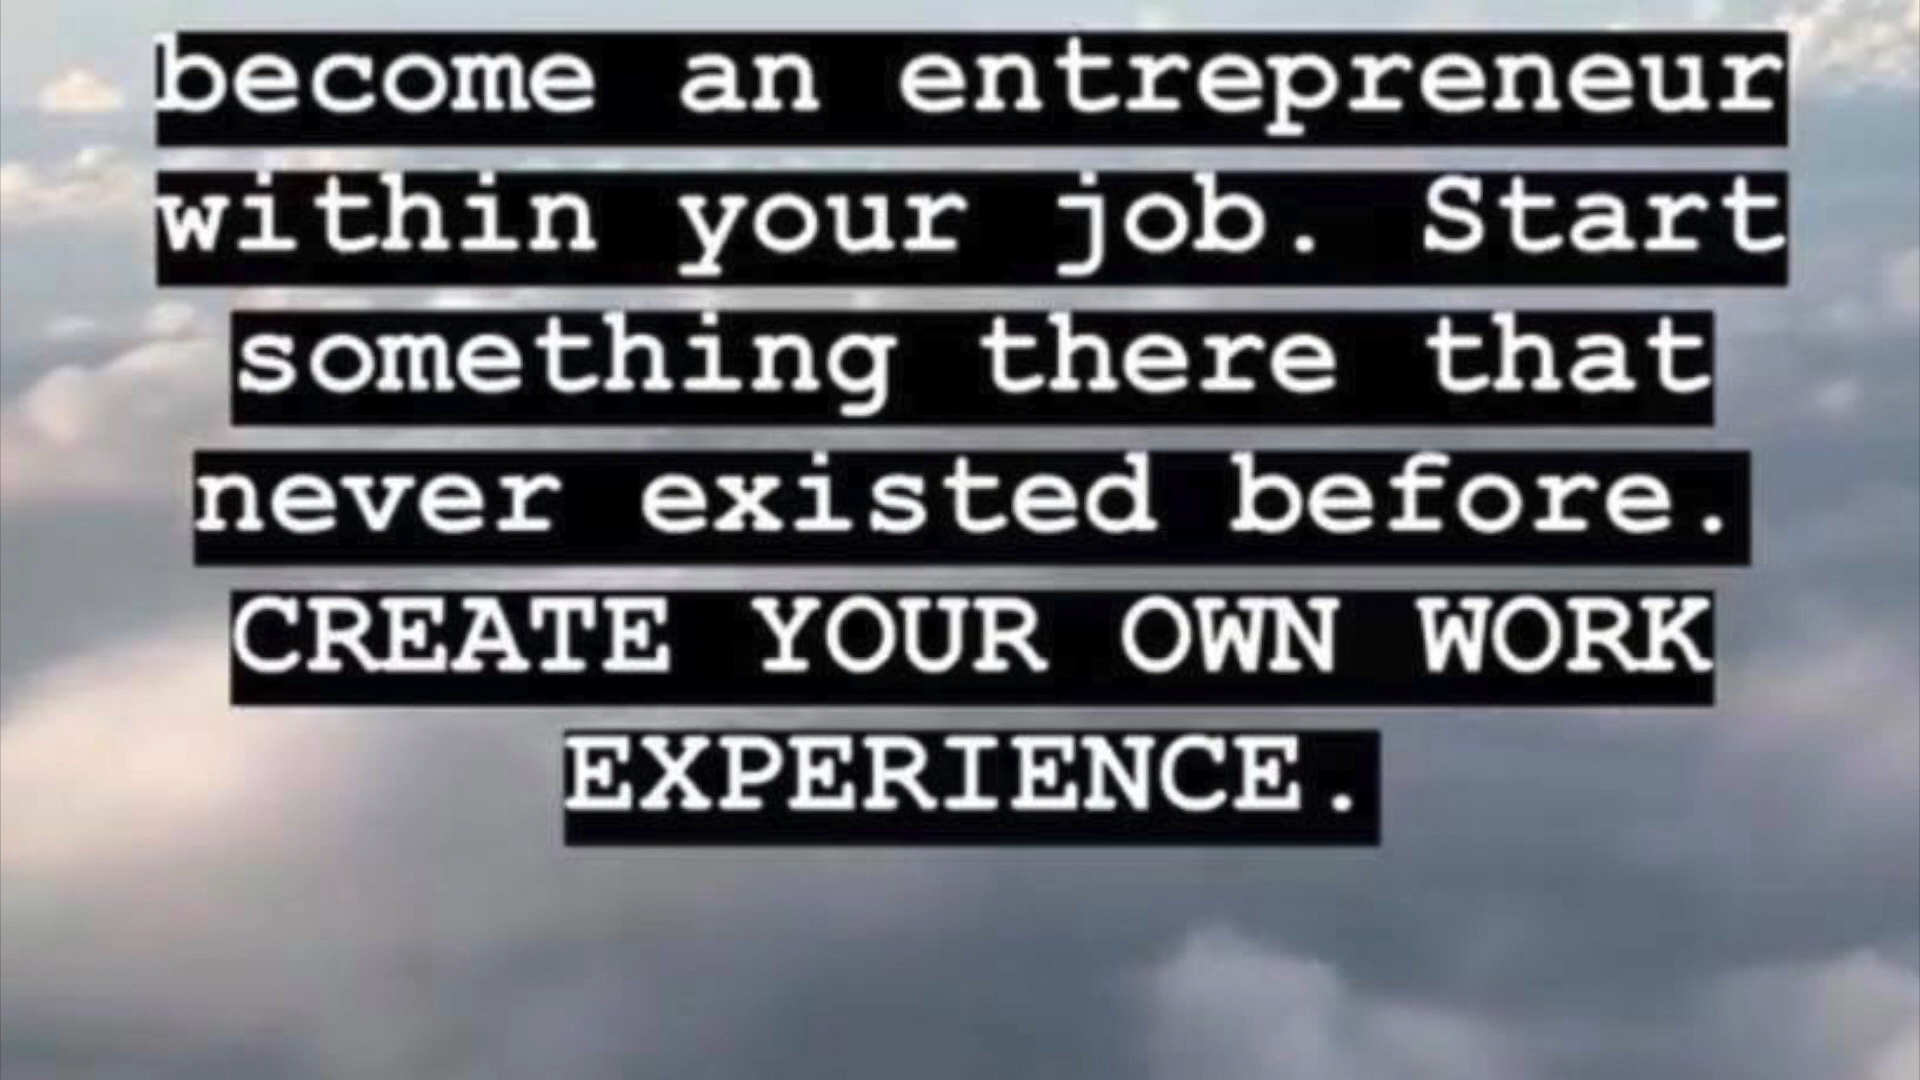 become an entrepreneur
within your job. Start
something there that
never existed before.
CREATE YOUR OWN WORK
EXPERIENCE.